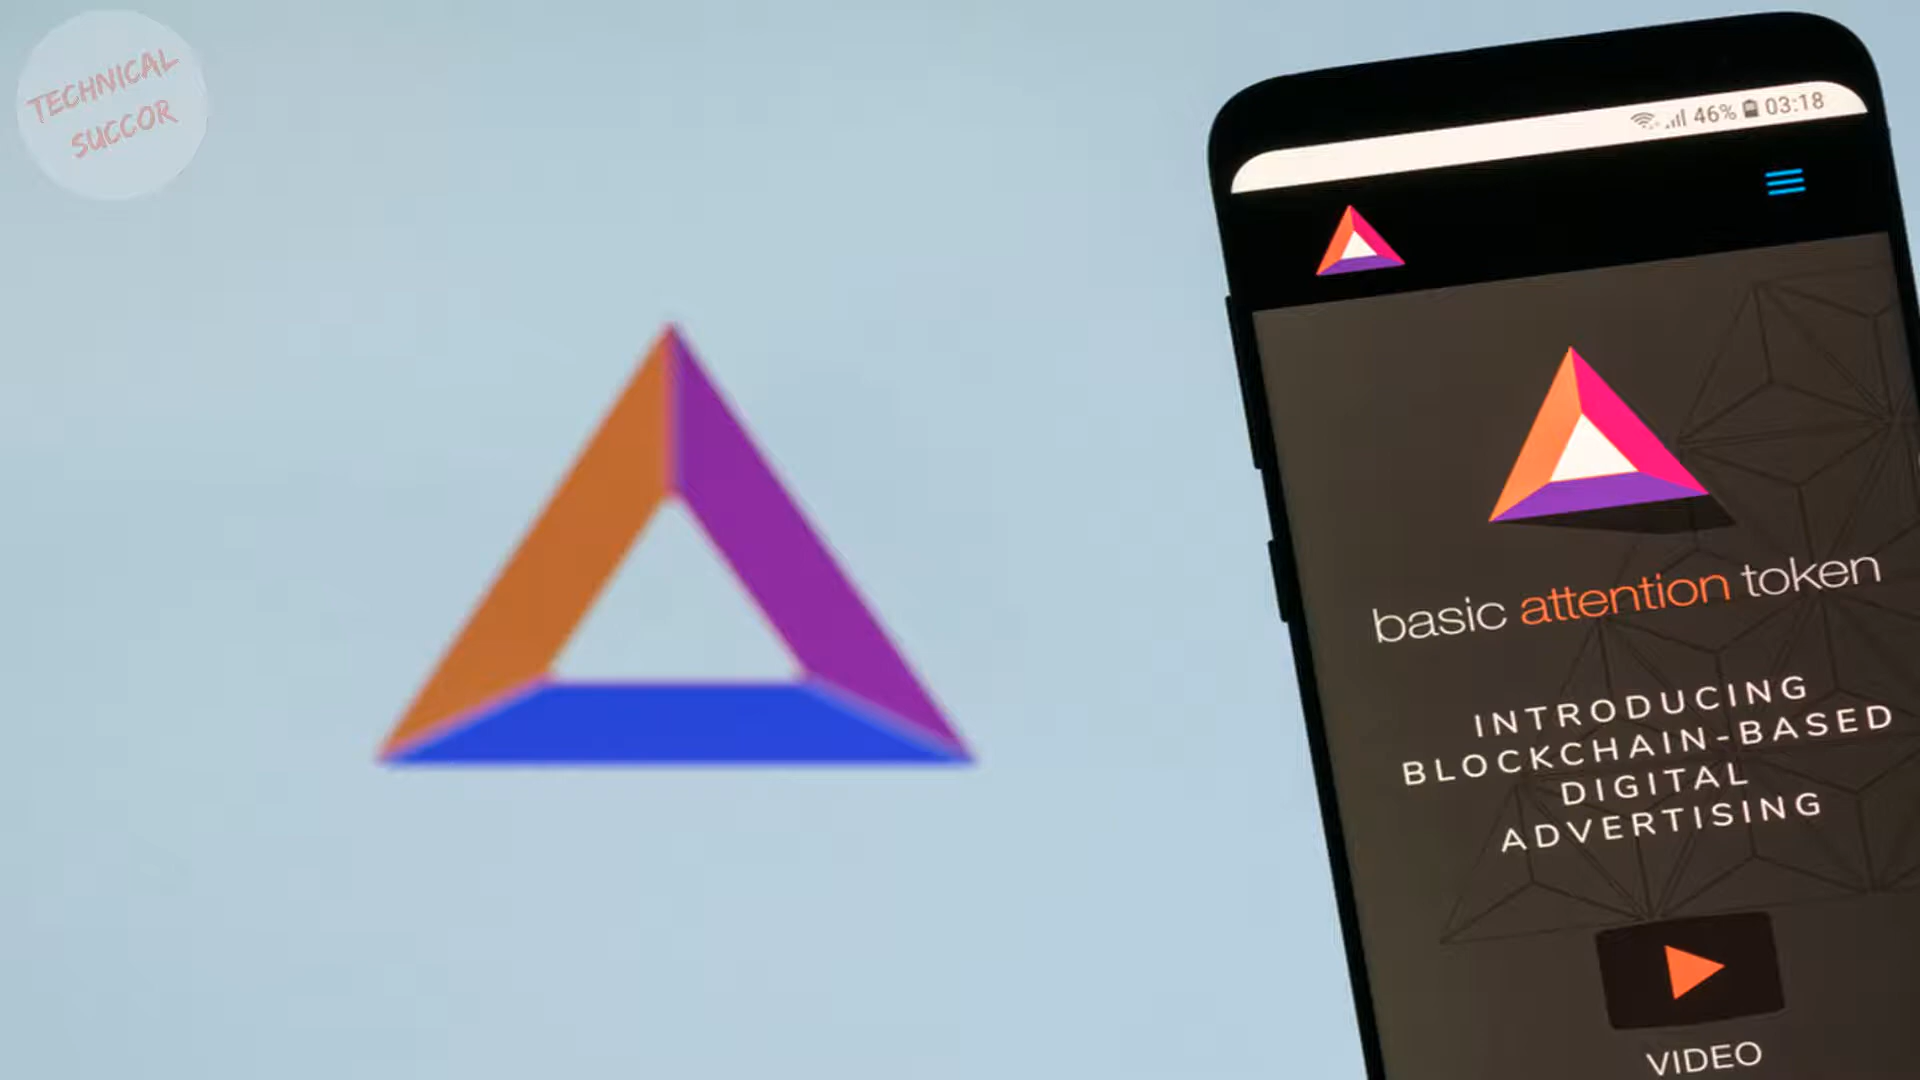 TECHNICAL
SUCCOR
46% 03:18
basic attention token
INTRODUCING
BLOCKCHAIN-BASED
DIGITAL
ADVERTISING
VIDEO